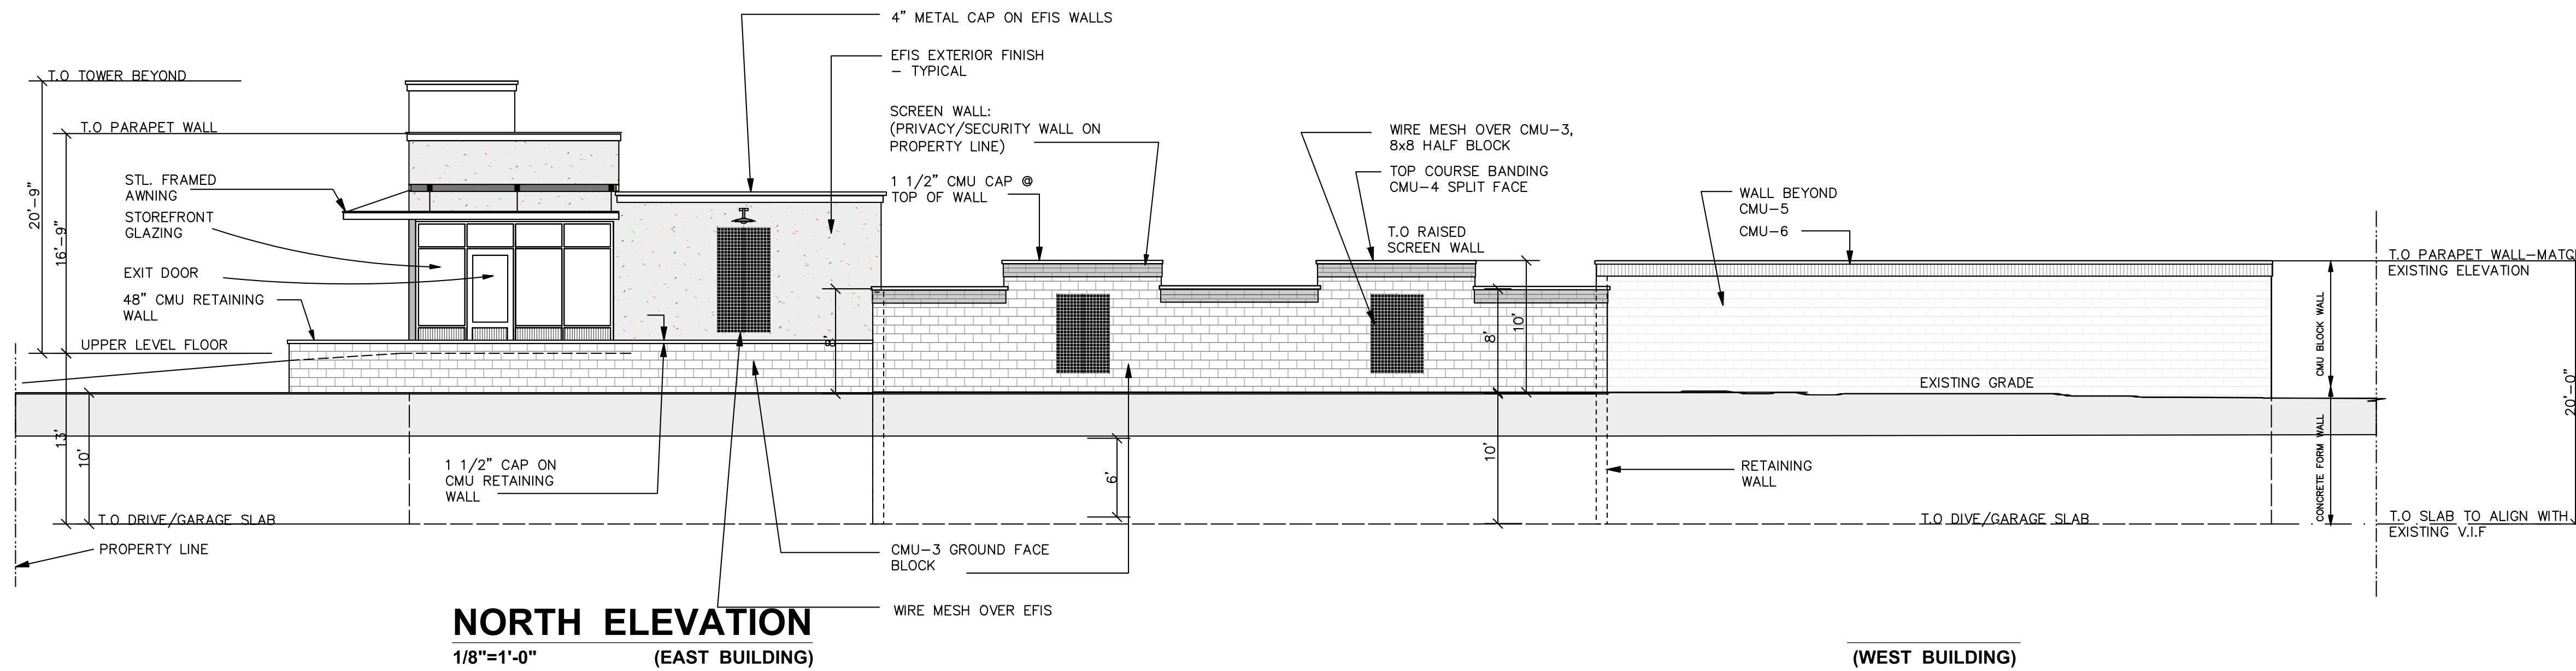 4" METAL CAP ON EFIS WALLS
EFIS EXTERIOR FINISH
- TYPICAL
T.O TOWER BEYOND
SCREEN WALL:
(PRIVACY/SECURITY WALL ON
PROPERTY LINE)
T.O PARAPET WALL
WIRE MESH OVER CMU-3,
8x8 HALF BLOCK
STL. FRAMED
AWNING
1 1/2" CMU CAP @
TOP OF WALL
TOP COURSE BANDING
CMU-4 SPLIT FACE
WALL BEYOND
CMU-5
CMU-6
20'-9"
16'-9"
STOREFRONT
GLAZING
T.O RAISED
SCREEN WALL
T.O PARAPET WALL-MATC
EXISTING ELEVATION
EXIT DOOR
48" CMU RETAINING
WALL
UPPER LEVEL FLOOR
8'
8'
10'
CMU BLOCK WALL
EXISTING GRADE
20'-0"
13'
10'
1 1/2" CAP ON
CMU RETAINING
WALL
6'
10'
RETAINING
WALL
CONCRETE FORM WALL
T.O DRIVE/GARAGE SLAB
T.O DIVE/GARAGE SLAB
T.O SLAB TO ALIGN WITH
EXISTING V.I.F
PROPERTY LINE
CMU-3 GROUND FACE
BLOCK
WIRE MESH OVER EFIS
NORTH ELEVATION
1/8"=1'-0"
(EAST BUILDING)
(WEST BUILDING)